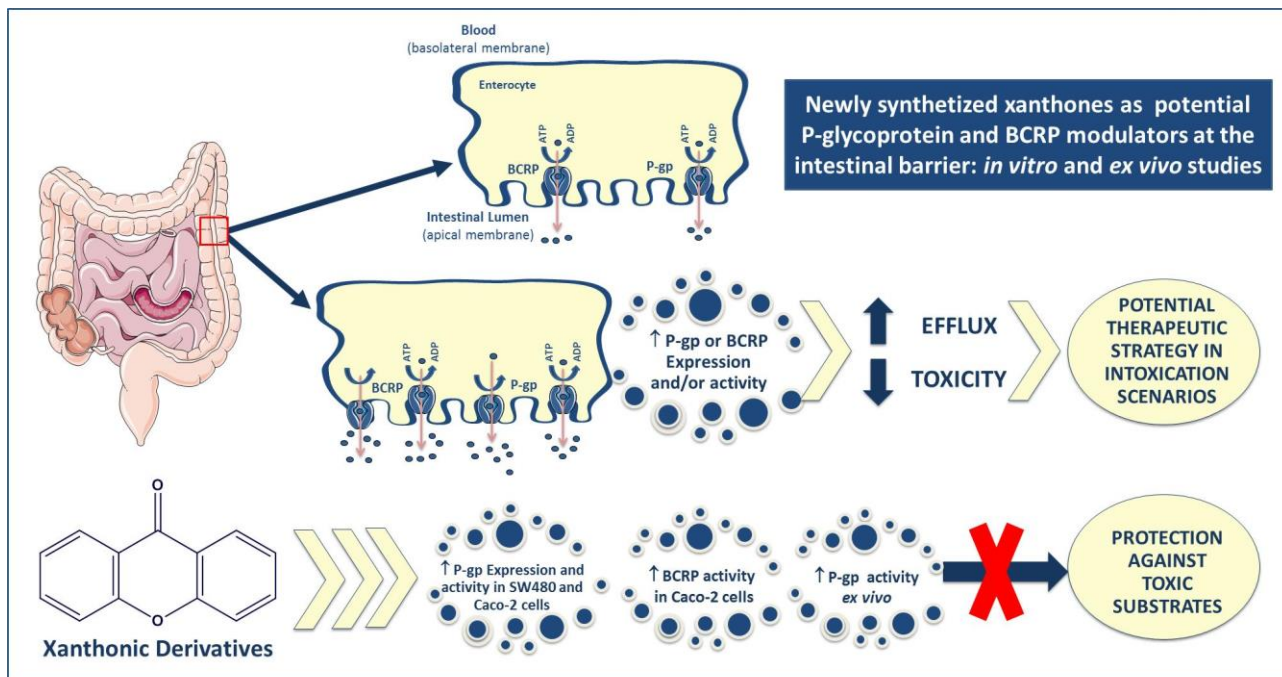 Blood
(basolateral membrane)
Enterocyte
ATP
ADP
ATP
ADP
BCRP
P-gp
Intestinal Lumen
(apical membrane)
Newly synthetized xanthones as potential
P-glycoprotein and BCRP modulators at the
intestinal barrier: in vitro and ex vivo studies
ATP
ADP
ATP
ADP
BCRP
P-gp
↑ P-gp or BCRP
Expression
and/or activity
EFFLUX
TOXICITY
POTENTIAL
THERAPEUTIC
STRATEGY IN
INTOXICATION
SCENARIOS
O
O
Xanthonic Derivatives
↑ P-gp Expression and
activity in SW480 and
Caco-2 cells
↑ BCRP activity
in Caco-2 cells
↑ P-gp activity
ex vivo
PROTECTION
AGAINST
TOXIC
SUBSTRATES